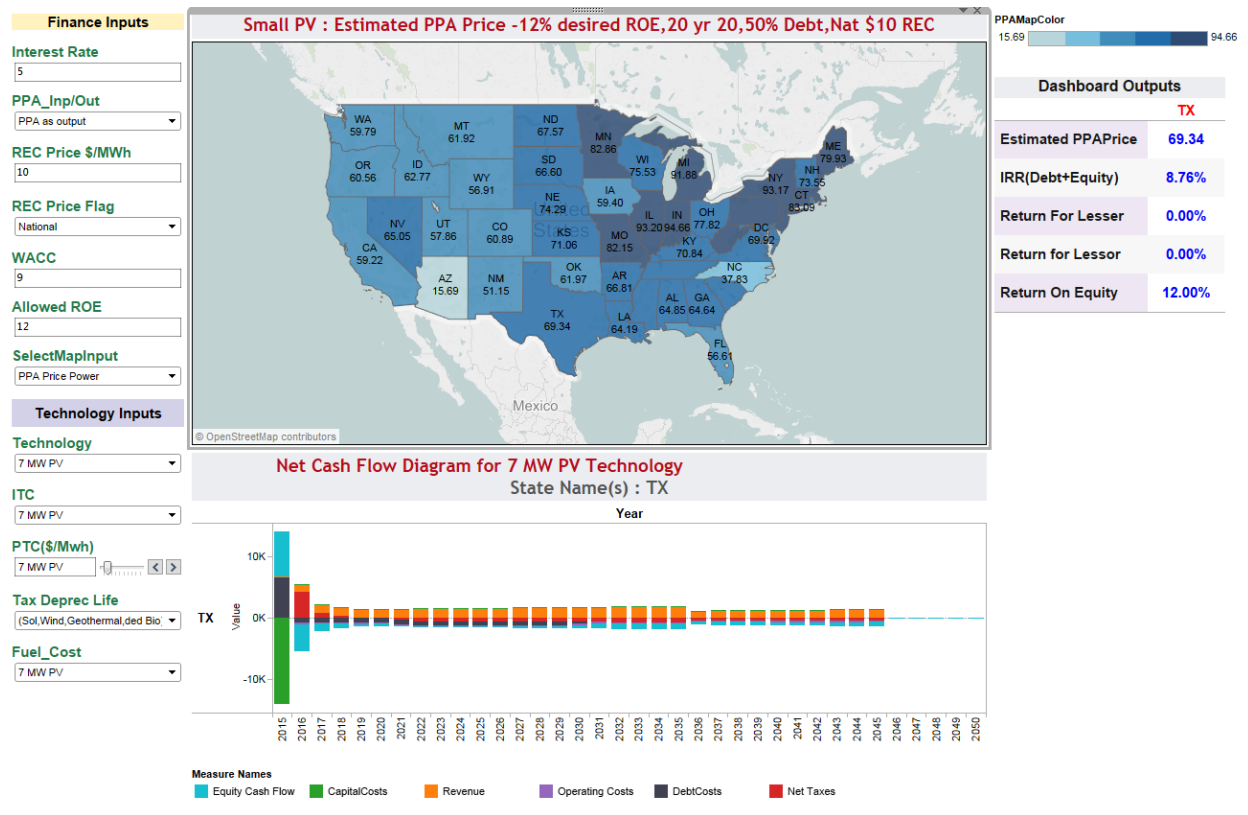 Finance Inputs
Interest Rate
5
PPA_Inp/Out
PPA as output
REC Price $/MWh
10
REC Price Flag
National
WACC
9
Allowed ROE
12
SelectMapInput
PPA Price Power
Technology Inputs
Technology
7 MW PV
ITC
7 MW PV
PTC($/Mwh)
7 MW PV
Tax Deprec Life
(Sol,Wind,Geothermal,ded Bio)
Fuel_Cost
7 MW PV
Small PV : Estimated PPA Price -12% desired ROE,20 yr 20,50% Debt,Nat $10 REC
WA
59.79
MT
61.92
ND
67.57
MN
82.86
ME
79.93
OR
60.56
ID
62.77
SD
66.60
WI
75.53
MI
91.88
NH
73.55
WY
56.91
IA
59.40
NY
93.17
CT
83.09
NE
74.29
United States
NV
65.05
UT
57.86
CO
60.89
KS
71.06
IL
93.20
IN
94.66
OH
77.82
CA
59.22
MO
82.15
KY
70.84
DC
69.92
AZ
15.69
NM
51.15
OK
61.97
AR
66.81
NC
37.83
TX
69.34
LA
64.19
AL
64.85
GA
64.64
FL
56.61
Mexico
© OpenStreetMap contributors
PPAMapColor
15.69 94.66
Dashboard Outputs
TX
Estimated PPAPrice 69.34
IRR(Debt+Equity) 8.76%
Return For Lesser 0.00%
Return for Lessor 0.00%
Return On Equity 12.00%
Net Cash Flow Diagram for 7 MW PV Technology
State Name(s) : TX
Year
TX
Value
10K
0K
-10K
2015 2016 2017 2018 2019 2020 2021 2022 2023 2024 2025 2026 2027 2028 2029 2030 2031 2032 2033 2034 2035 2036 2037 2038 2039 2040 2041 2042 2043 2044 2045 2046 2047 2048 2049 2050
Measure Names
Equity Cash Flow CapitalCosts Revenue Operating Costs DebtCosts Net Taxes